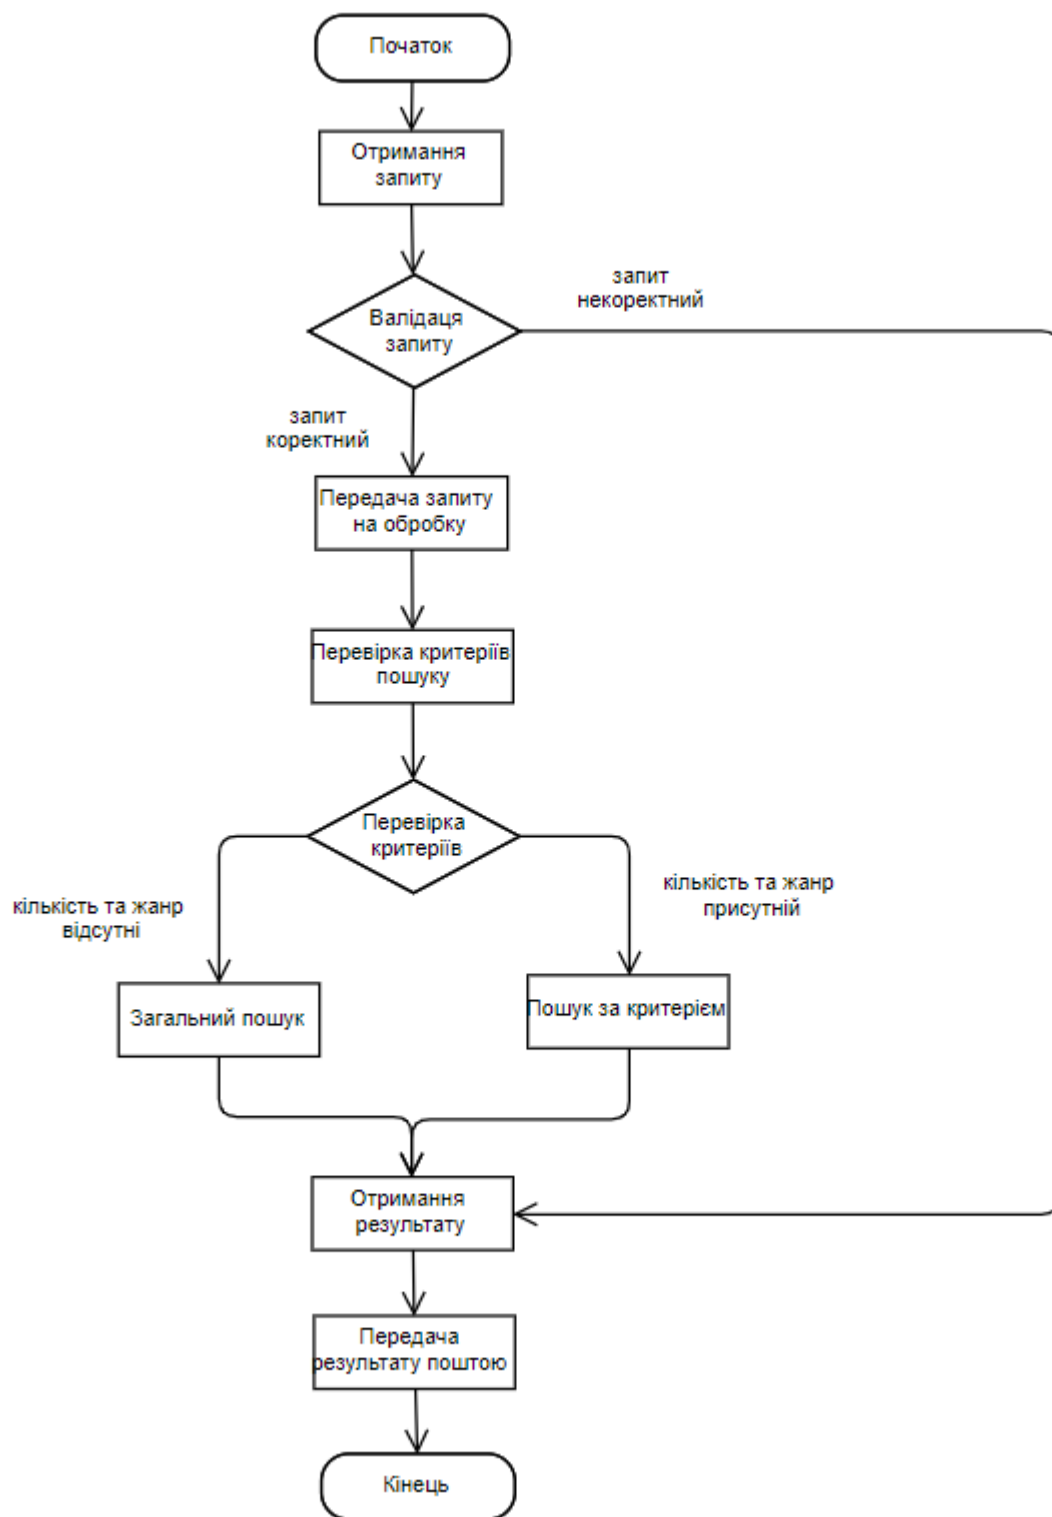 Початок
Отримання
запиту
запит
некоректний
Валідаця
запиту
запит
коректний
Передача запиту
на обробку
Перевірка критеріїв
пошуку
Перевірка
критеріїв
кількість та жанр
присутній
кількість та жанр
відсутні
Загальний пошук
Пошук за критерієм
Отримання
результату
Передача
результату поштою
Кінець